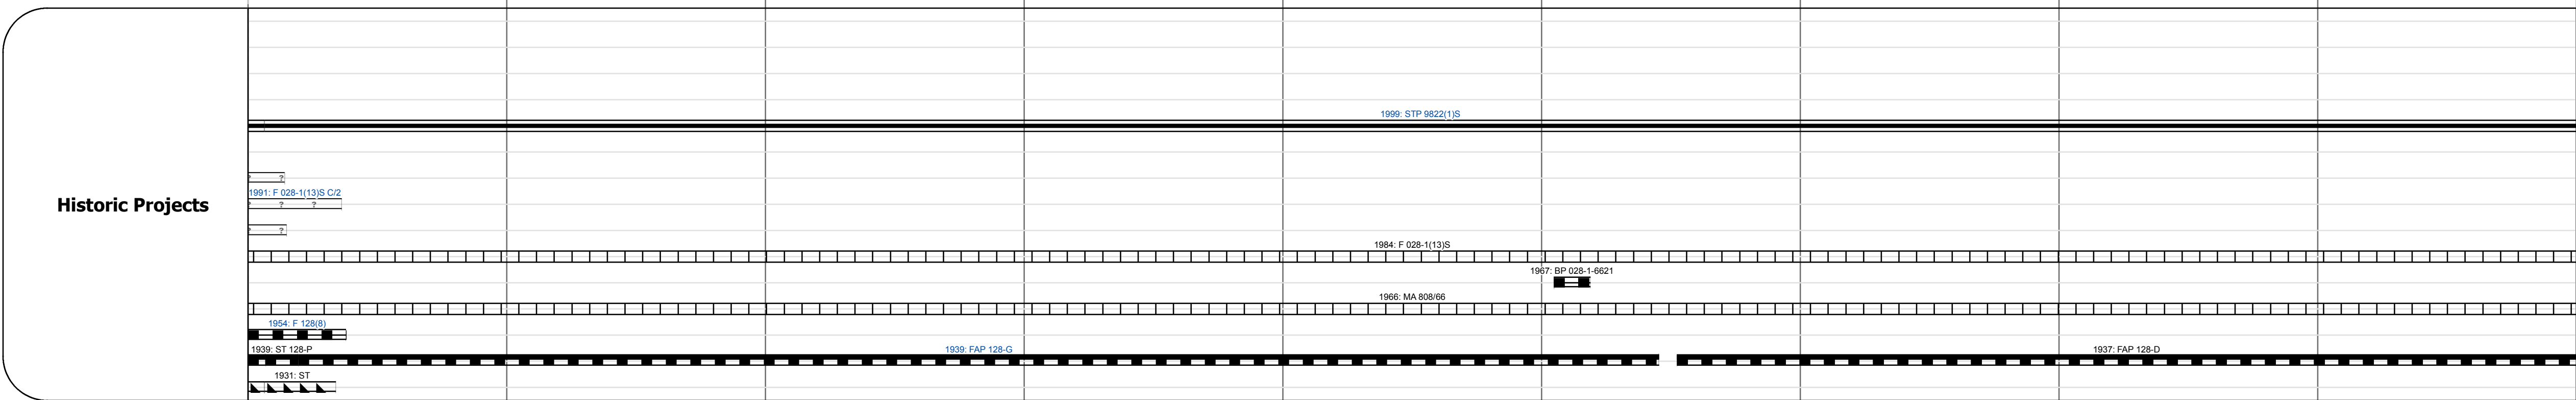 1999: STP 9822(1)S
?
1991: F 028-1(13)S C/2
? ?
Historic Projects
?
1984: F 028-1(13)S
1967: BP 028-1-6621
1966: MA 808/66
1954: F 128(8)
1939: ST 128-P 1939: FAP 128-G 1937: FAP 128-D
1931: ST